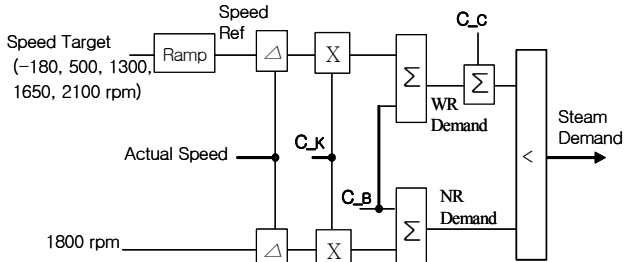 C_C
Speed
Ref
Speed Target
(-180, 500, 1300,
1650, 2100 rpm)
Ramp
△
X
Σ
Σ
WR
Demand
Steam
Demand
<
Actual Speed
C_K
C_B
NR
Demand
1800 rpm
△
X
Σ